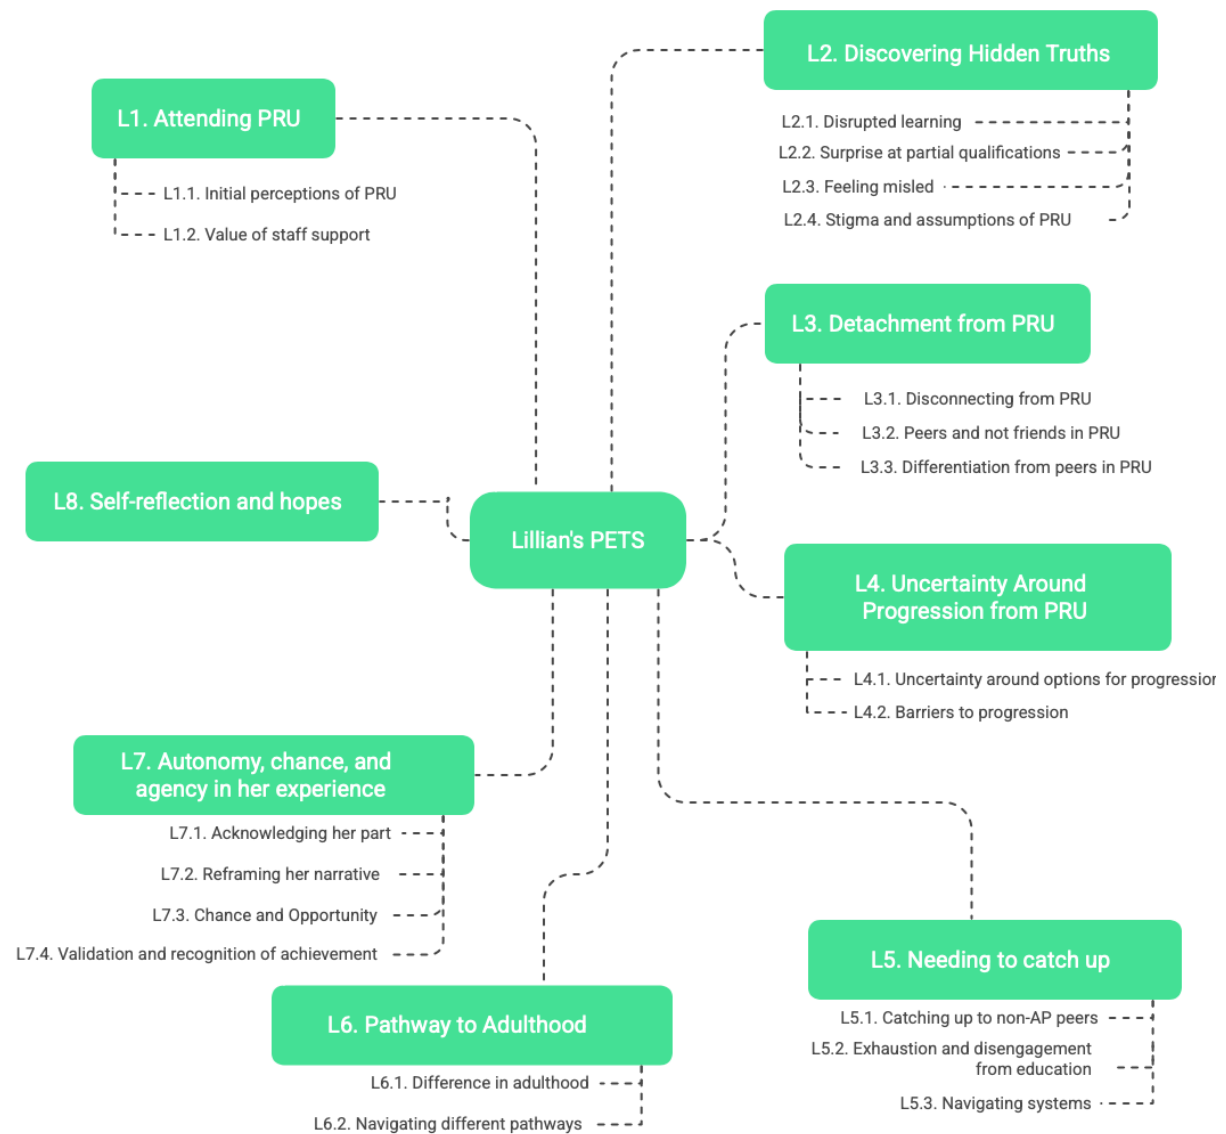 L1. Attending PRU
L1.1. Initial perceptions of PRU
L1.2. Value of staff support
L2. Discovering Hidden Truths
L2.1. Disrupted learning
L2.2. Surprise at partial qualifications
L2.3. Feeling misled
L2.4. Stigma and assumptions of PRU
L3. Detachment from PRU
L3.1. Disconnecting from PRU
L3.2. Peers and not friends in PRU
L3.3. Differentiation from peers in PRU
L8. Self-reflection and hopes
Lillian's PETS
L4. Uncertainty Around
Progression from PRU
L4.1. Uncertainty around options for progression
L4.2. Barriers to progression
L7. Autonomy, chance, and
agency in her experience
L7.1. Acknowledging her part
L7.2. Reframing her narrative
L7.3. Chance and Opportunity
L7.4. Validation and recognition of achievement
L5. Needing to catch up
L5.1. Catching up to non-AP peers
L5.2. Exhaustion and disengagement
from education
L5.3. Navigating systems
L6. Pathway to Adulthood
L6.1. Difference in adulthood
L6.2. Navigating different pathways